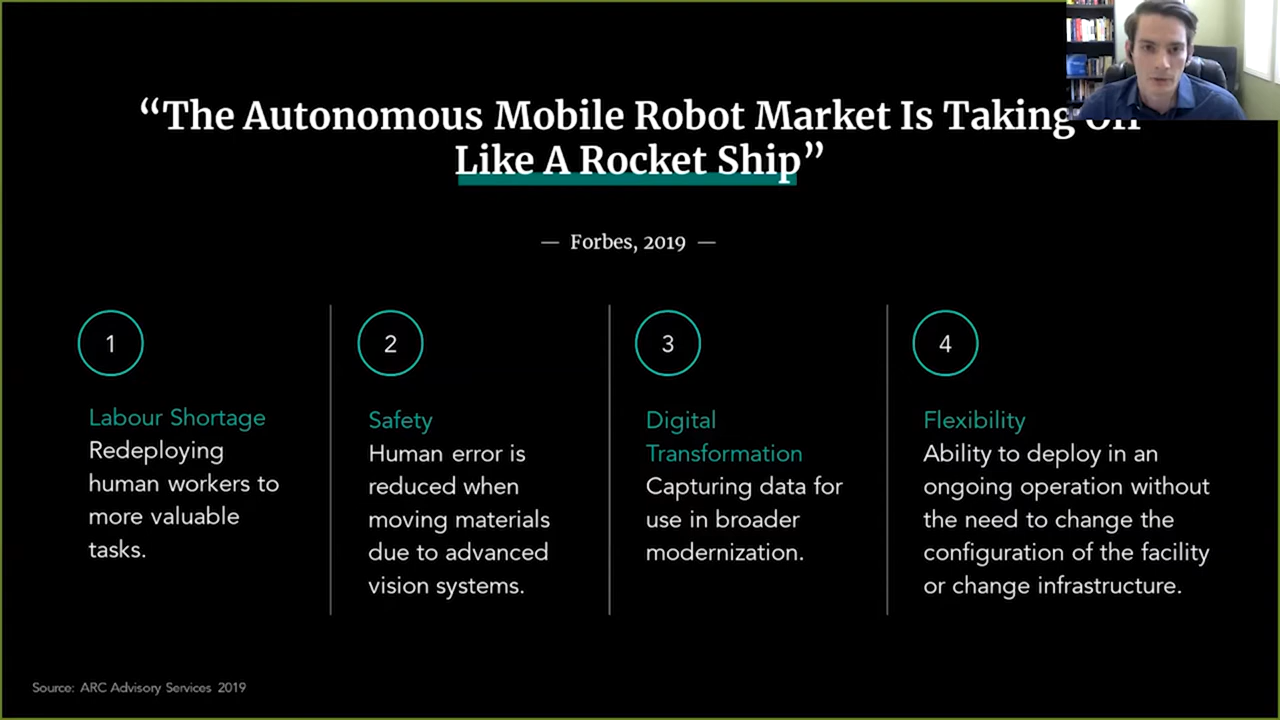 “The Autonomous Mobile Robot Market Is Taking
Like A Rocket Ship”
— Forbes, 2019 —
1
Labour Shortage
Redeploying
human workers to
more valuable
tasks.
2
Safety
Human error is
reduced when
moving materials
due to advanced
vision systems.
3
Digital
Transformation
Capturing data for
use in broader
modernization.
4
Flexibility
Ability to deploy in an
ongoing operation without
the need to change the
configuration of the facility
or change infrastructure.
Source: ARC Advisory Services 2019